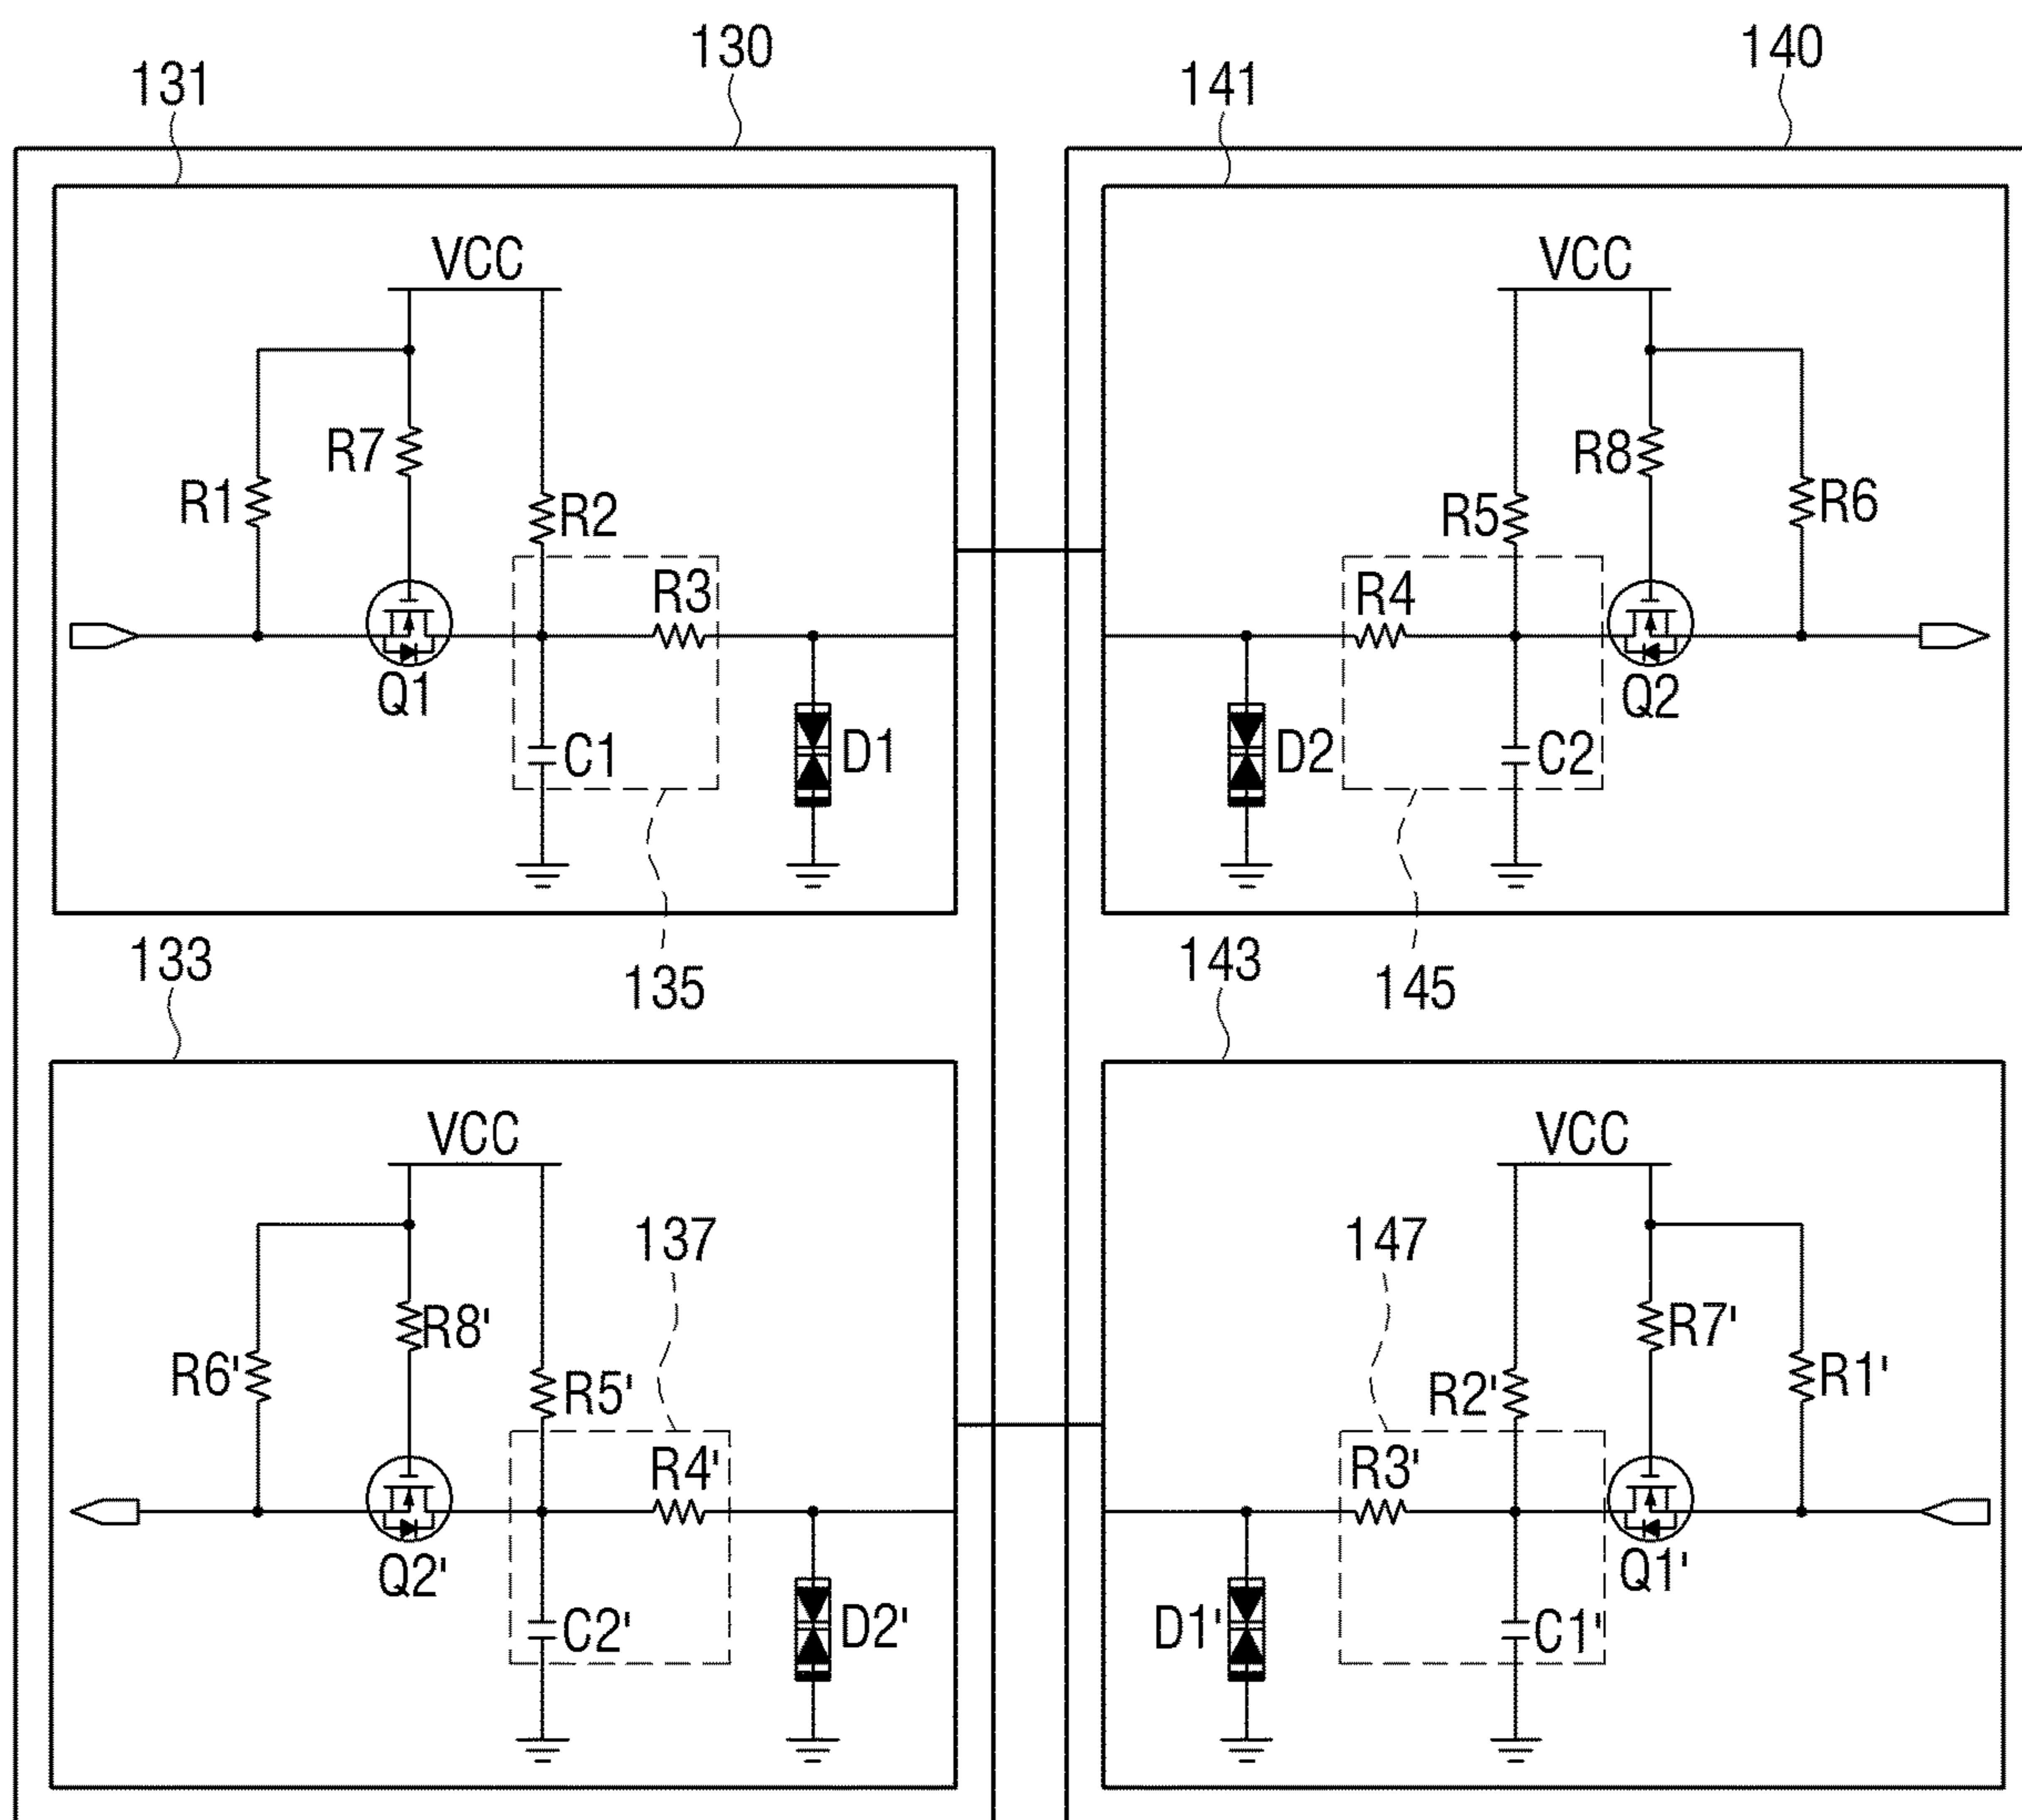 130
140
131
141
VCC
VCC
R7
R8
R1
R2
R5
R6
R3
R4
Q1
Q2
C1
D1
D2
C2
133
135
143
145
VCC
VCC
137
147
R8'
R7'
R6'
R5'
R2'
R1'
R4'
R3'
Q2'
Q1'
C2'
D2'
D1'
C1'